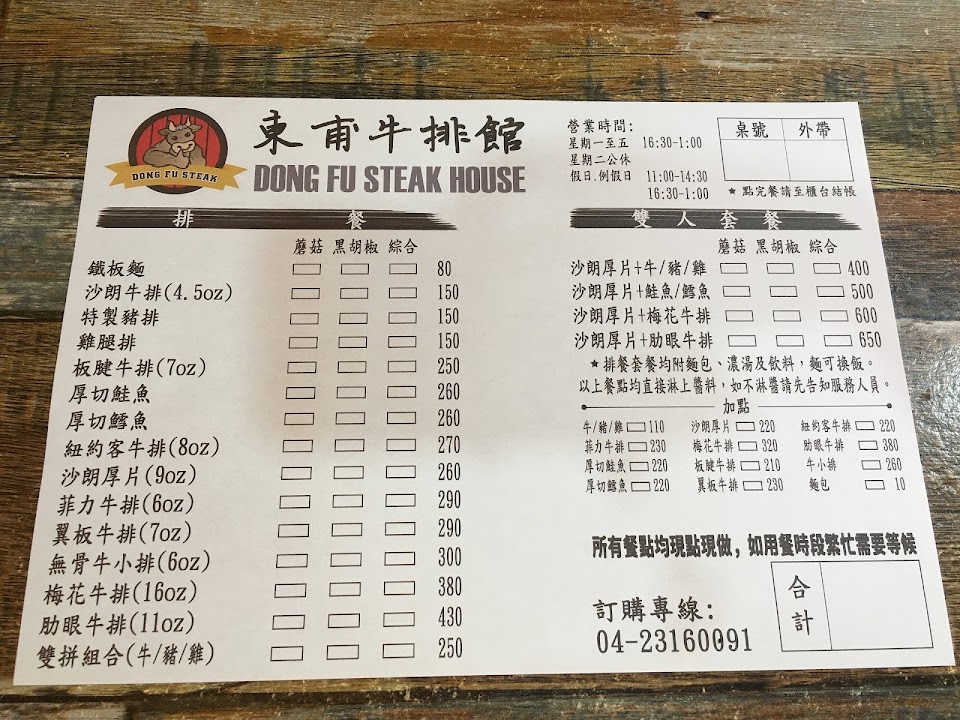 DONG FU STEAK
東甫牛排館
DONG FU STEAK HOUSE
營業時間:
星期一至五 16:30-1:00
星期二公休
假日.例假日 11:00-14:30
16:30-1:00
桌號 外帶
★點完餐請至櫃台結帳
排餐
蘑菇 黑胡椒 綜合
鐵板麵 80
沙朗牛排(4.5oz) 150
特製豬排 150
雞腿排 150
板腱牛排(7oz) 250
厚切鮭魚 260
厚切鱈魚 260
紐約客牛排(8oz) 270
沙朗厚片(9oz) 260
菲力牛排(6oz) 290
翼板牛排(7oz) 290
無骨牛小排(6oz) 300
梅花牛排(16oz) 380
肋眼牛排(11oz) 430
雙拼組合(牛/豬/雞) 250
雙人套餐
蘑菇 黑胡椒 綜合
沙朗厚片+牛/豬/雞 400
沙朗厚片+鮭魚/鱈魚 500
沙朗厚片+梅花牛排 600
沙朗厚片+肋眼牛排 650
★排餐套餐均附麵包、濃湯及飲料，麵可換飯。
以上餐點均直接淋上醬料，如不淋醬請先告知服務人員。
加點
牛/豬/雞 110 沙朗厚片 220 紐約客牛排 220
菲力牛排 230 梅花牛排 320 肋眼牛排 380
厚切鮭魚 220 板腱牛排 210 牛小排 260
厚切鱈魚 220 翼板牛排 230 麵包 10
所有餐點均現點現做，如用餐時段繁忙需要等候
訂購專線:
04-23160091
合計